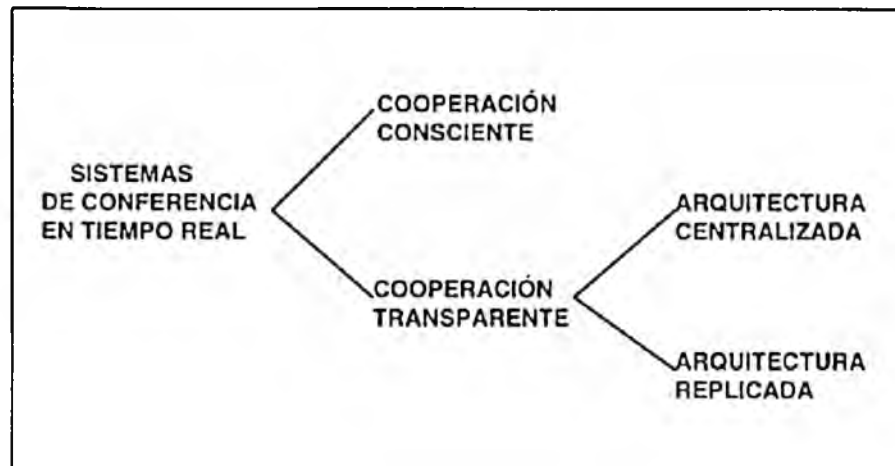 SISTEMAS
DE CONFERENCIA
EN TIEMPO REAL
COOPERACIÓN
CONSCIENTE
COOPERACIÓN
TRANSPARENTE
ARQUITECTURA
CENTRALIZADA
ARQUITECTURA
REPLICADA